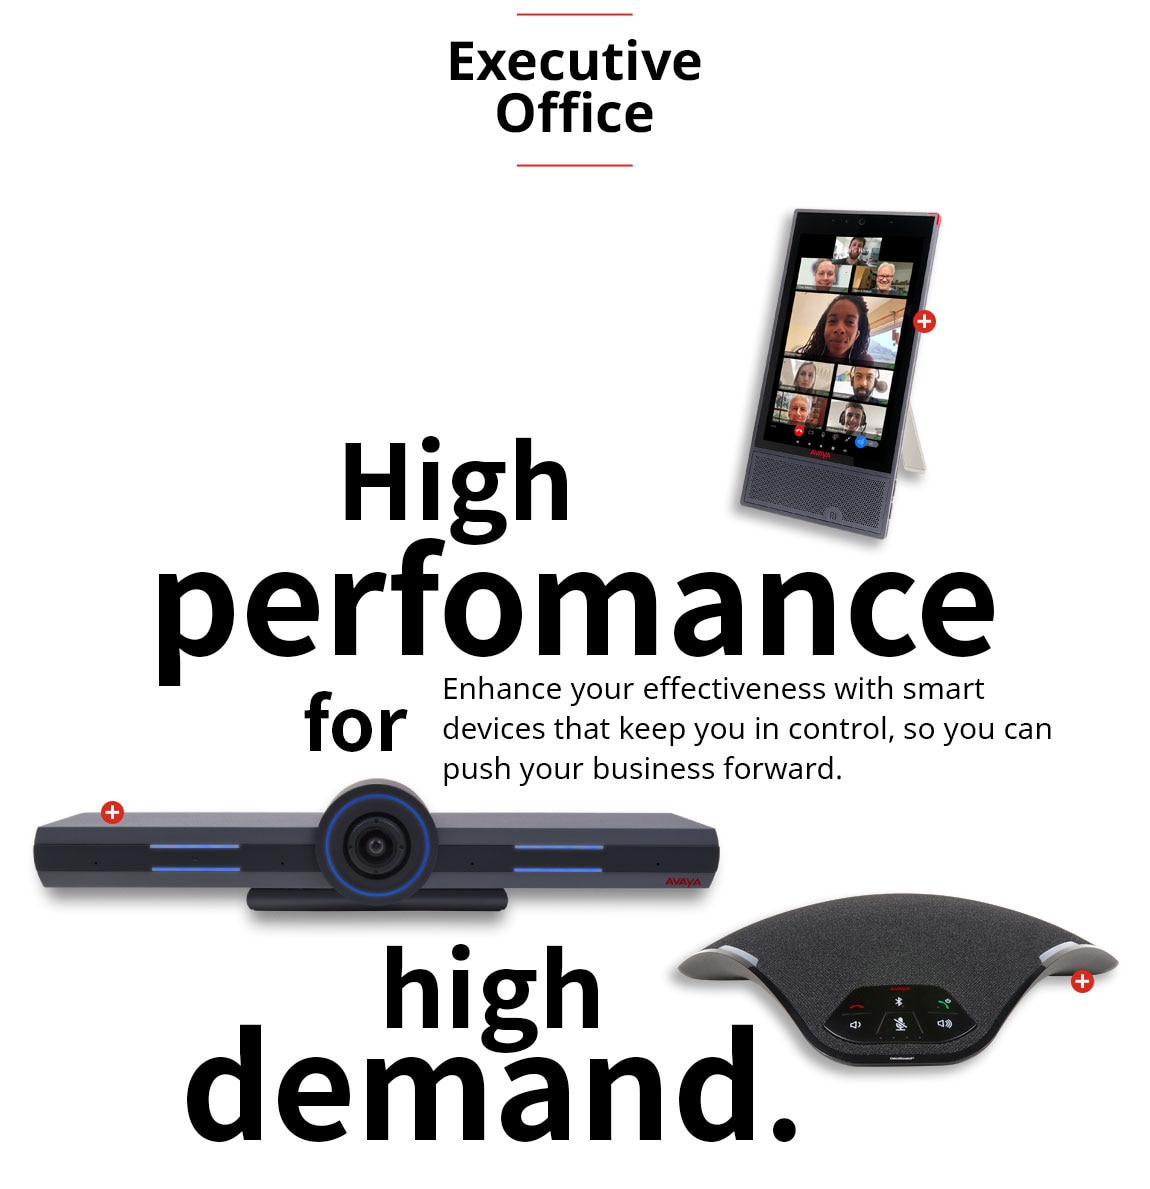 Executive
Office
AVAYA
High
perfomance
for
Enhance your effectiveness with smart
devices that keep you in control, so you can
push your business forward.
AVAYA
high
AVAYA
demand.